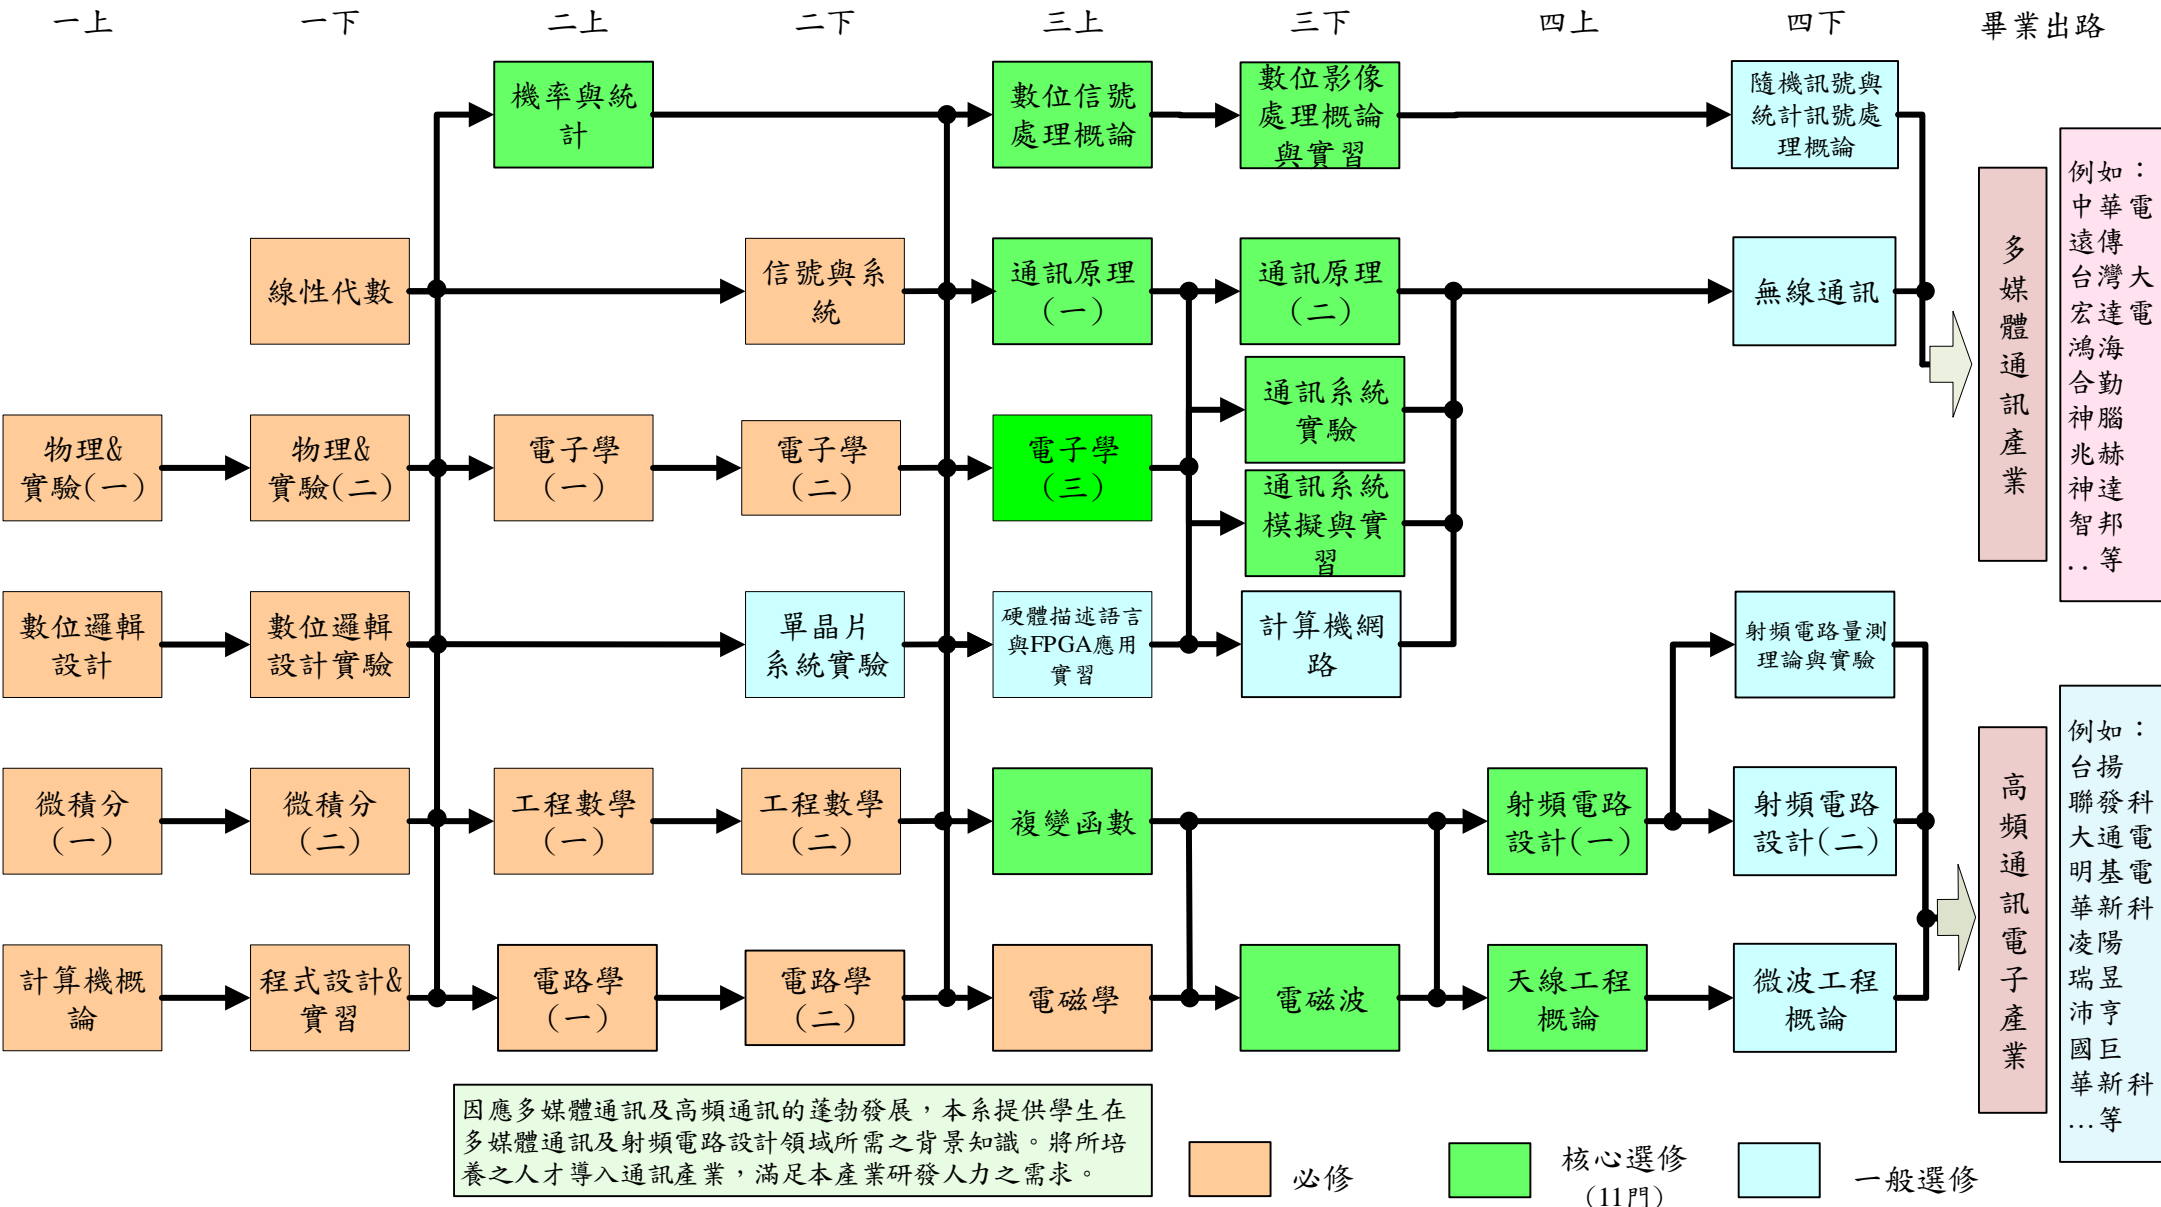 一上
一下
二上
二下
三上
三下
四上
四下
畢業出路
機率與統
計
數位信號
處理概論
數位影像
處理概論
與實習
隨機訊號與
統計訊號處
理概論
線性代數
信號與系
統
通訊原理
(一)
通訊原理
(二)
無線通訊
通訊系統
實驗
物理&
實驗(一)
物理&
實驗(二)
電子學
(一)
電子學
(二)
電子學
(三)
通訊系統
模擬與實
習
數位邏輯
設計
數位邏輯
設計實驗
單晶片
系統實驗
硬體描述語言
與FPGA應用
實習
計算機網
路
射頻電路量測
理論與實驗
微積分
(一)
微積分
(二)
工程數學
(一)
工程數學
(二)
複變函數
射頻電路
設計(一)
射頻電路
設計(二)
計算機概
論
程式設計&
實習
電路學
(一)
電路學
(二)
電磁學
電磁波
天線工程
概論
微波工程
概論
多媒體通訊產業
例如：
中華電
遠傳
台灣大
宏達電
鴻海
合勤
神腦
兆赫
神達
智邦
..等
高頻通訊電子產業
例如：
台揚
聯發科
大通電
明基電
華新科
凌陽
瑞昱
沛亨
國巨
華新科
...等
因應多媒體通訊及高頻通訊的蓬勃發展，本系提供學生在
多媒體通訊及射頻電路設計領域所需之背景知識。將所培
養之人才導入通訊產業，滿足本產業研發人力之需求。
必修
核心選修
(11門)
一般選修